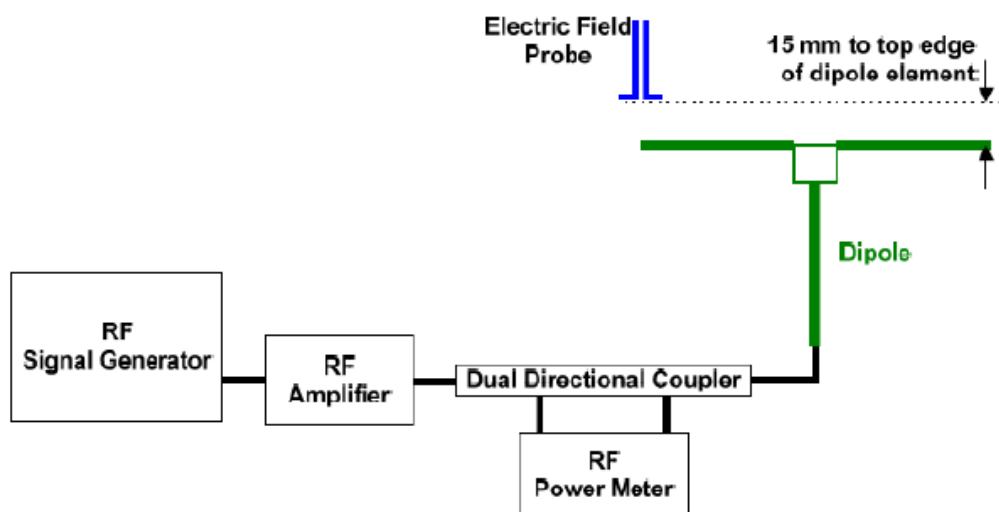 Electric Field
Probe
15 mm to top edge
of dipole element
Dipole
RF
Signal Generator
RF
Amplifier
Dual Directional Coupler
RF
Power Meter